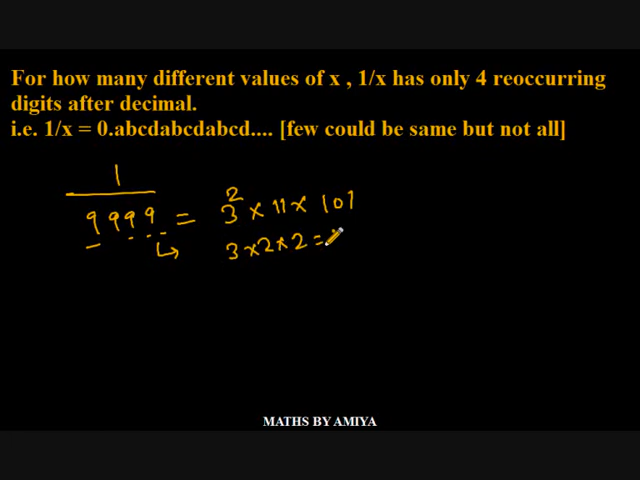 For how many different values of x , 1/x has only 4 reoccurring
digits after decimal.
i.e. 1/x = 0.abcdabcdabcd.... [few could be same but not all]
1
9999 = 3² × 11 × 101
3×2×2=
MATHS BY AMIYA